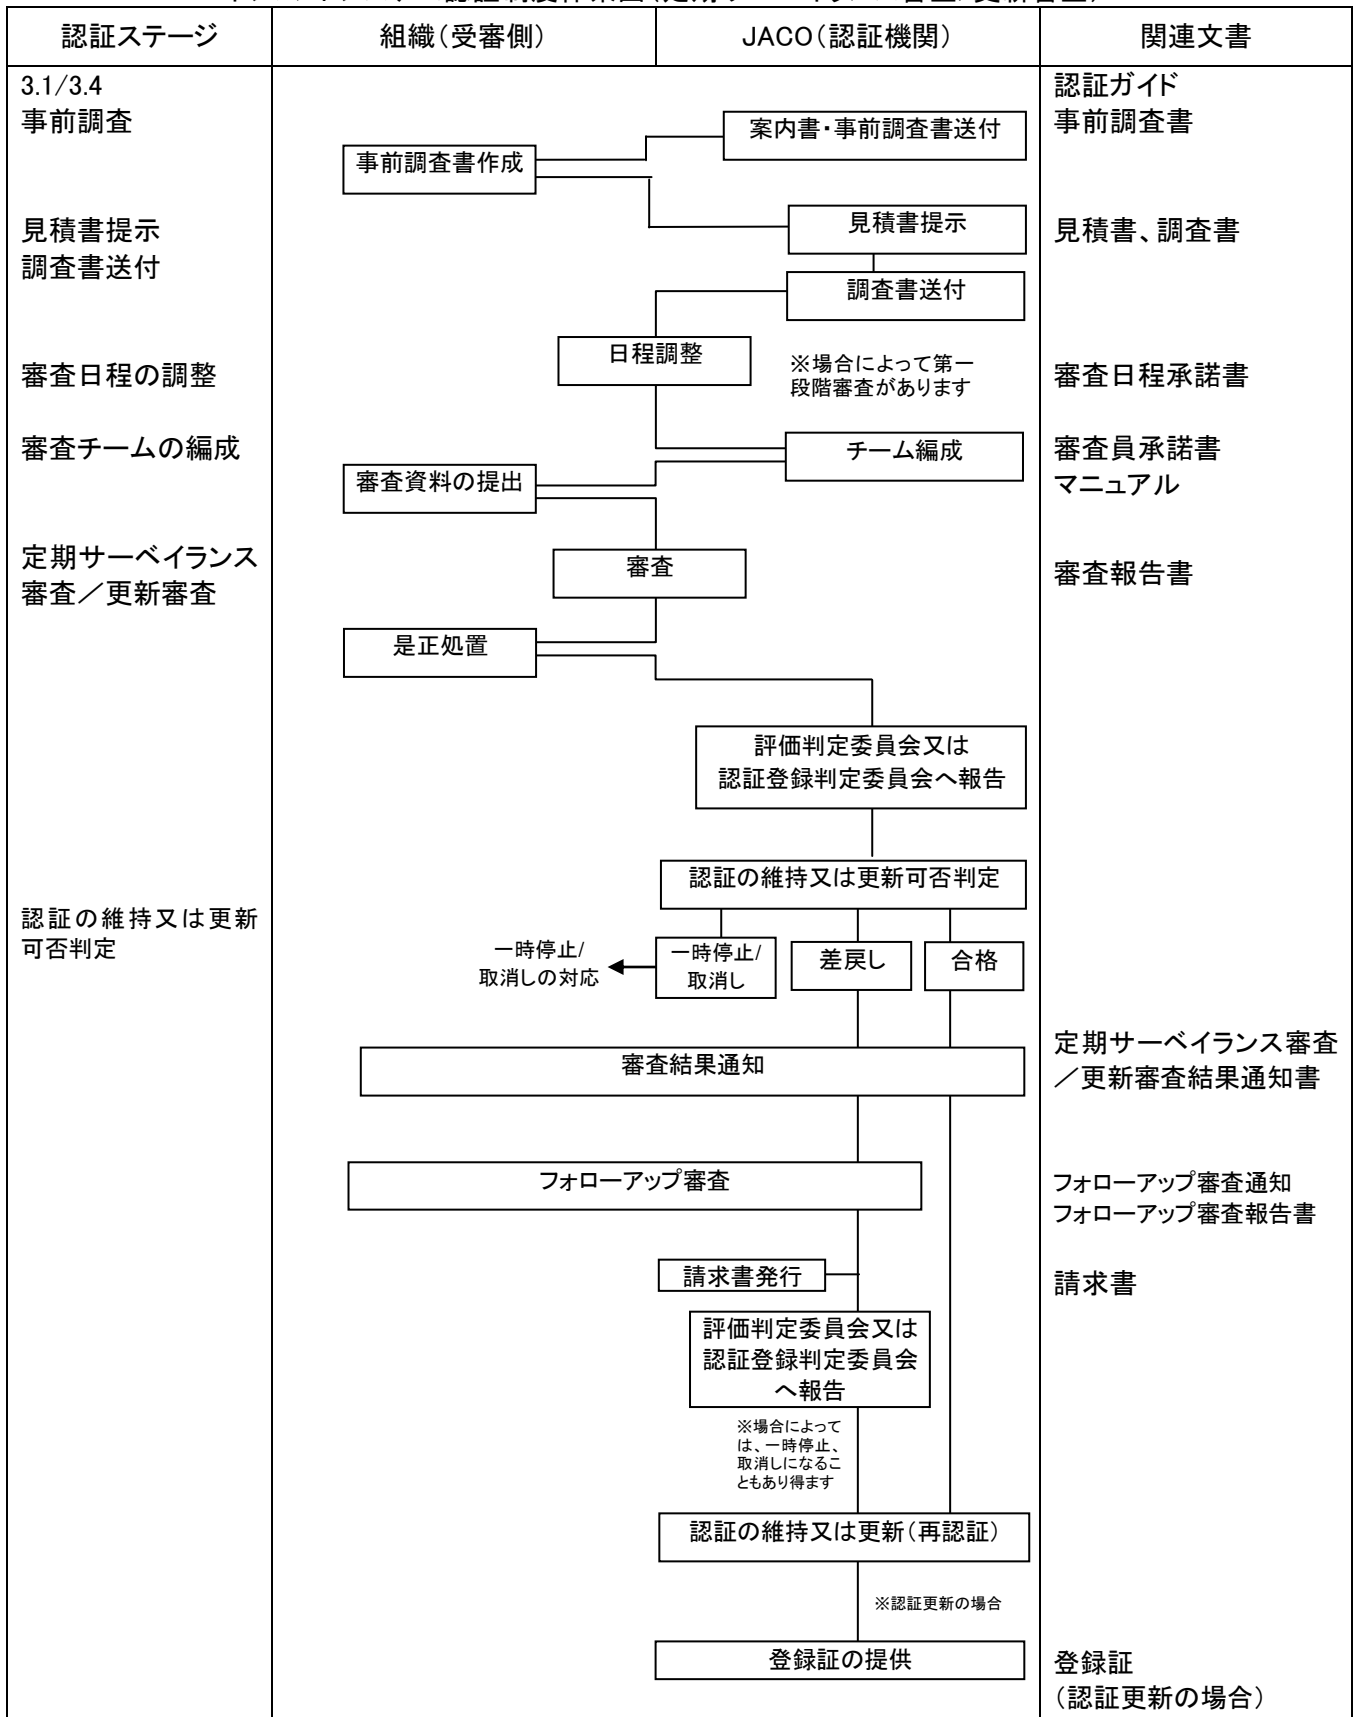 認証ステージ
組織（受審側）
JACO（認証機関）
関連文書
3.1/3.4
事前調査
認証ガイド
事前調査書
案内書・事前調査書送付
事前調査書作成
見積書提示
調査書送付
見積書提示
見積書、調査書
調査書送付
日程調整
※場合によって第一
段階審査があります
審査日程の調整
審査日程承諾書
審査チームの編成
チーム編成
審査員承諾書
マニュアル
審査資料の提出
定期サーベイランス
審査／更新審査
審査
審査報告書
是正処置
評価判定委員会又は
認証登録判定委員会へ報告
認証の維持又は更新可否判定
認証の維持又は更新
可否判定
一時停止/
取消しの対応
一時停止/
取消し
差戻し
合格
審査結果通知
定期サーベイランス審査
／更新審査結果通知書
フォローアップ審査
フォローアップ審査通知
フォローアップ審査報告書
請求書発行
請求書
評価判定委員会又は
認証登録判定委員会
へ報告
※場合によって
は、一時停止、
取消しになるこ
ともあり得ます
認証の維持又は更新（再認証）
※認証更新の場合
登録証の提供
登録証
（認証更新の場合）